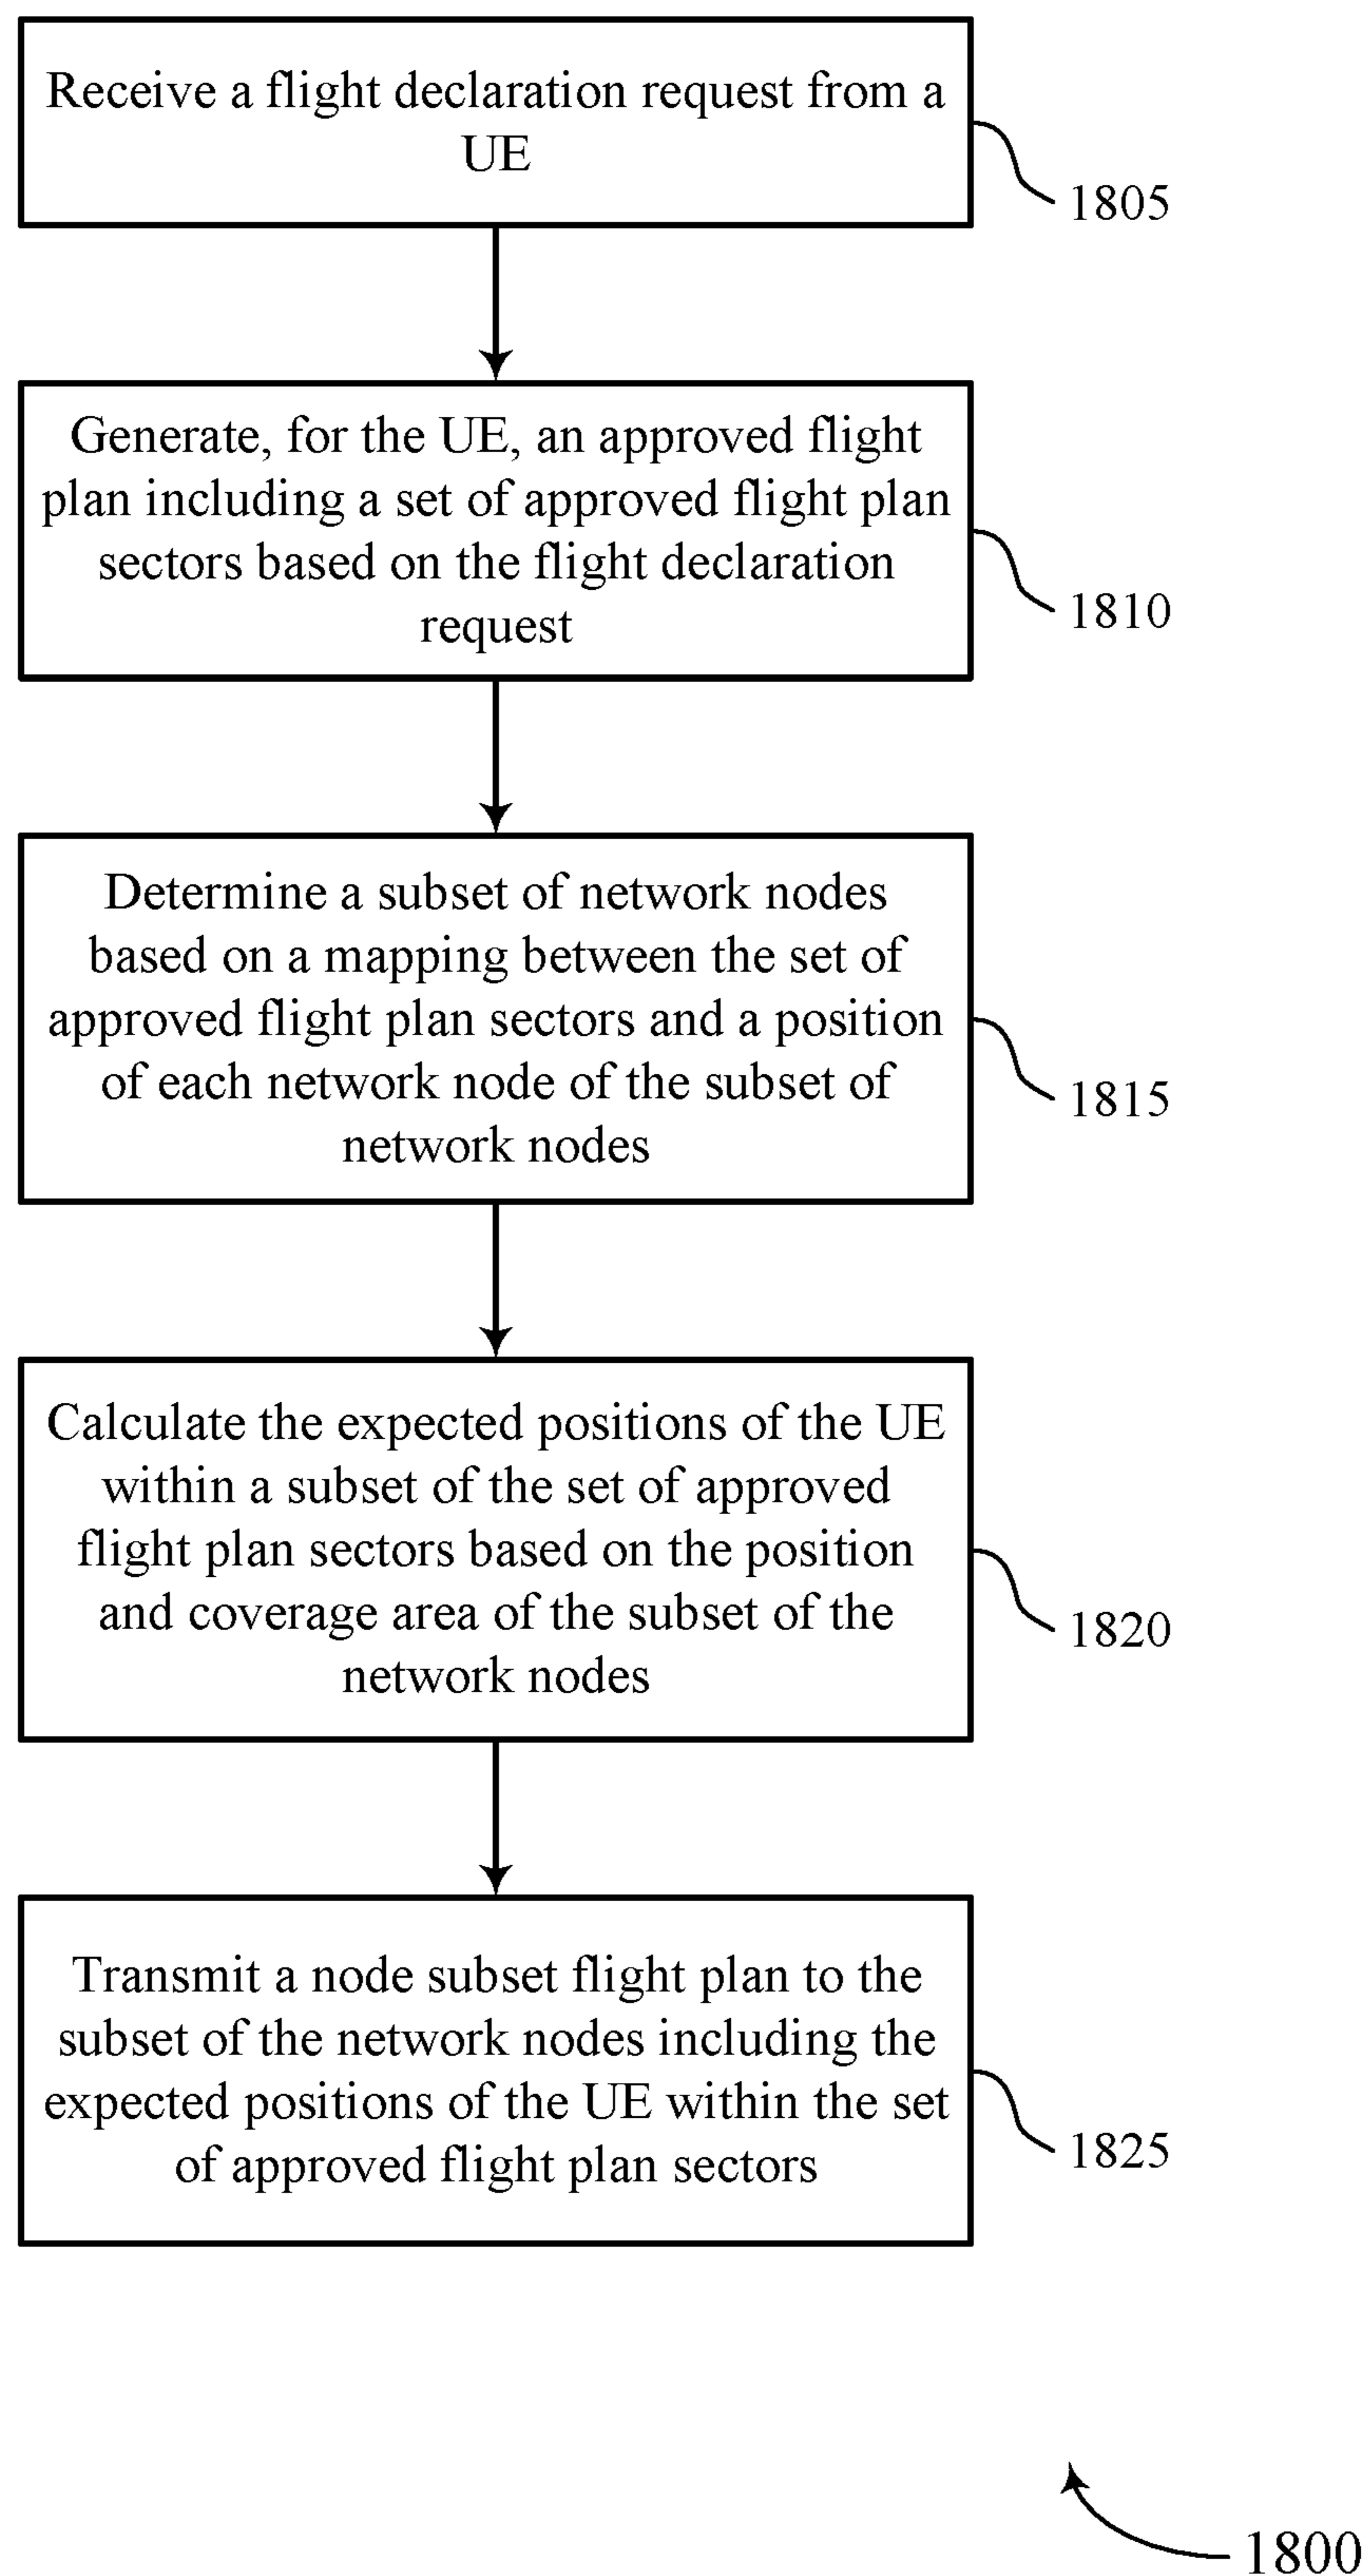 Receive a flight declaration request from a
UE
1805
Generate, for the UE, an approved flight
plan including a set of approved flight plan
sectors based on the flight declaration
request
1810
Determine a subset of network nodes
based on a mapping between the set of
approved flight plan sectors and a position
of each network node of the subset of
network nodes
1815
Calculate the expected positions of the UE
within a subset of the set of approved
flight plan sectors based on the position
and coverage area of the subset of the
network nodes
1820
Transmit a node subset flight plan to the
subset of the network nodes including the
expected positions of the UE within the set
of approved flight plan sectors
1825
1800